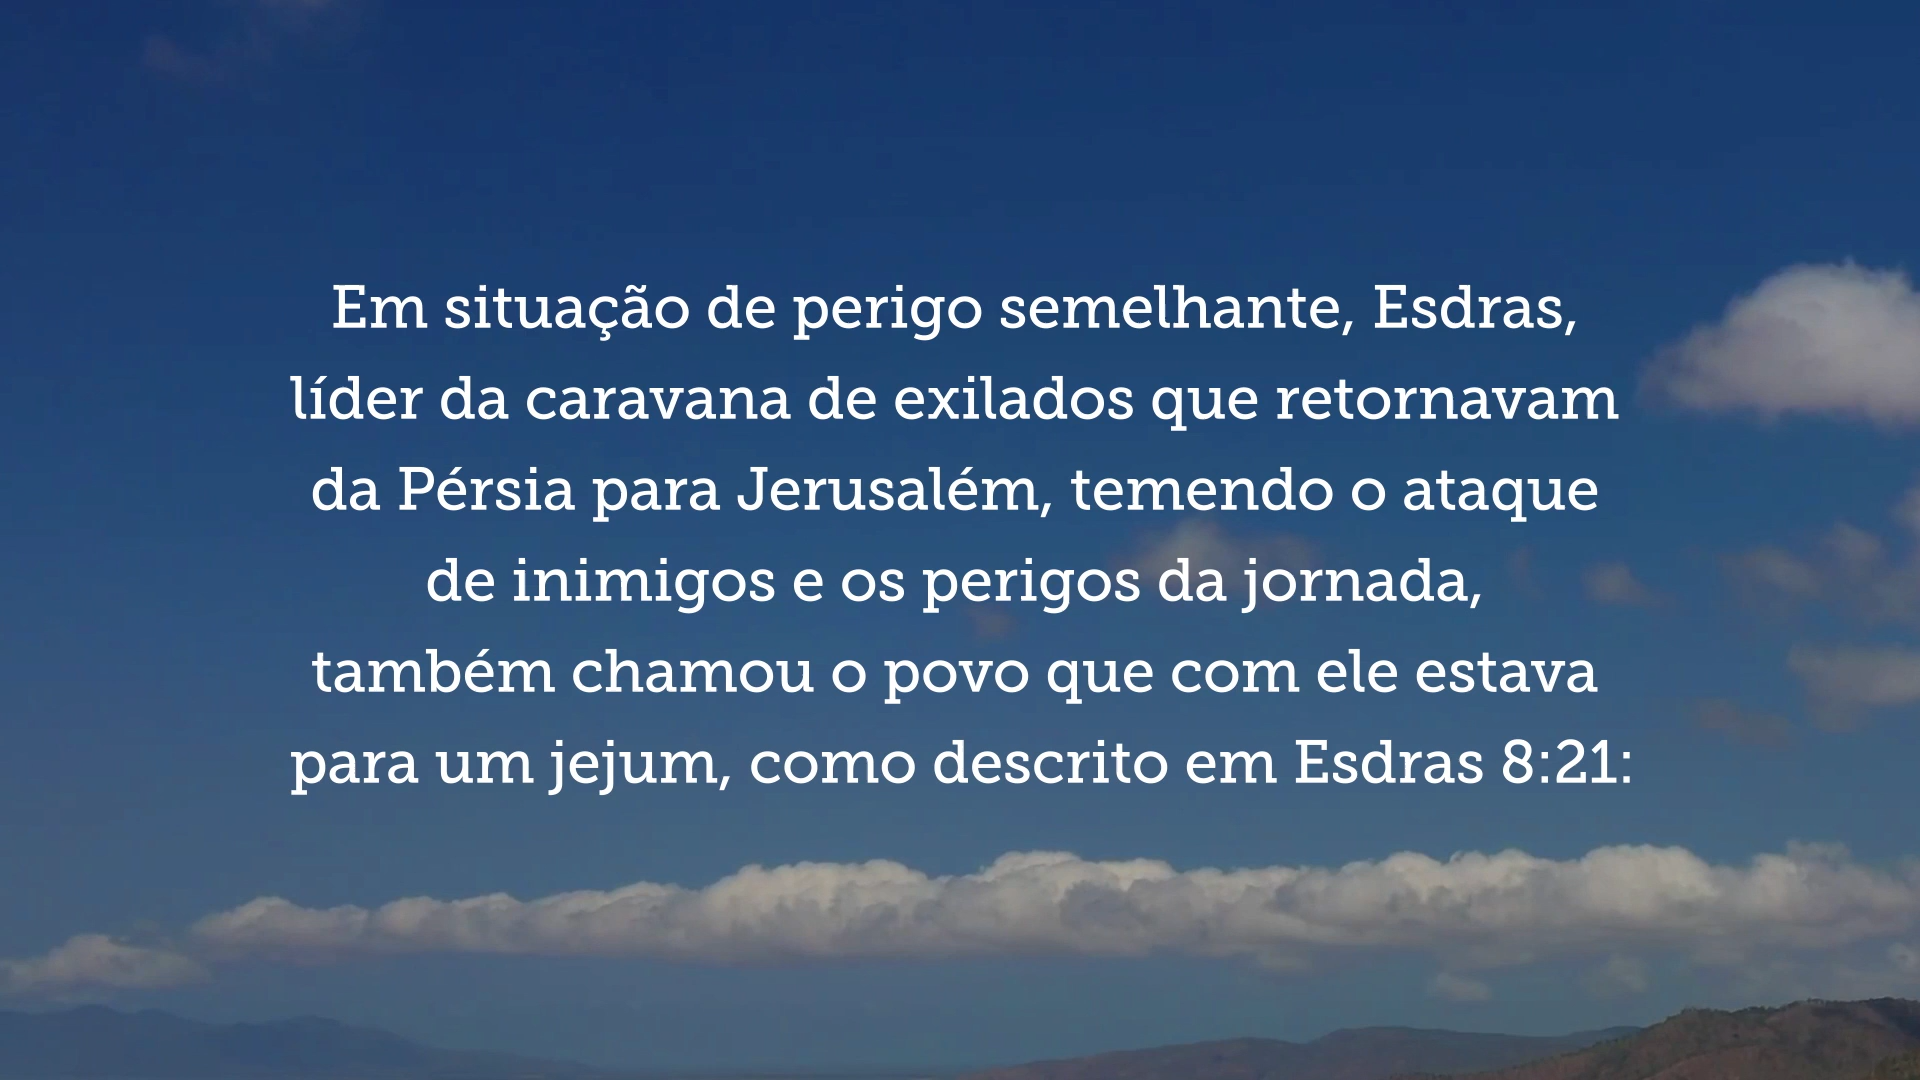 Em situação de perigo semelhante, Esdras,
líder da caravana de exilados que retornavam
da Pérsia para Jerusalém, temendo o ataque
de inimigos e os perigos da jornada,
também chamou o povo que com ele estava
para um jejum, como descrito em Esdras 8:21: